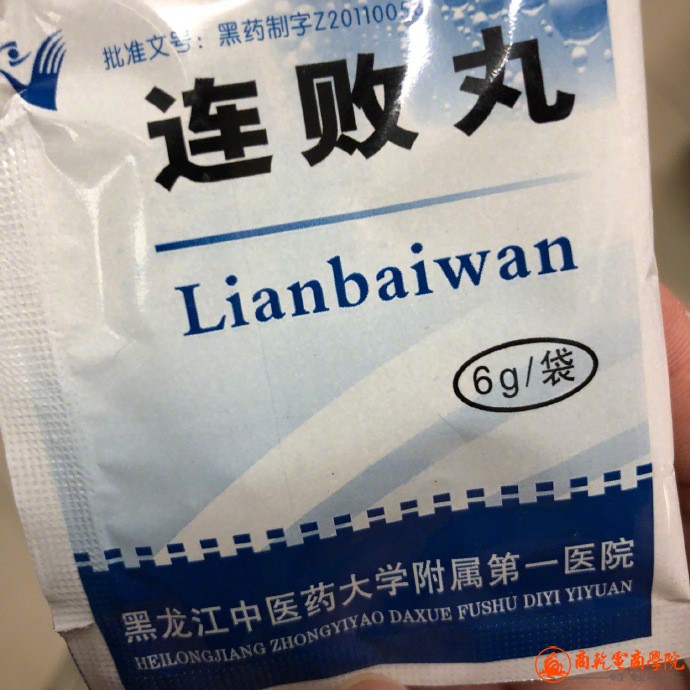 批准文号：黑药制字Z2011005
连败丸
Lianbaiwan
6g/袋
黑龙江中医药大学附属第一医院
HEILONGJIANG ZHONGYIYAO DAXUE FUSHU DIYI YIYUAN
商乾电商学院